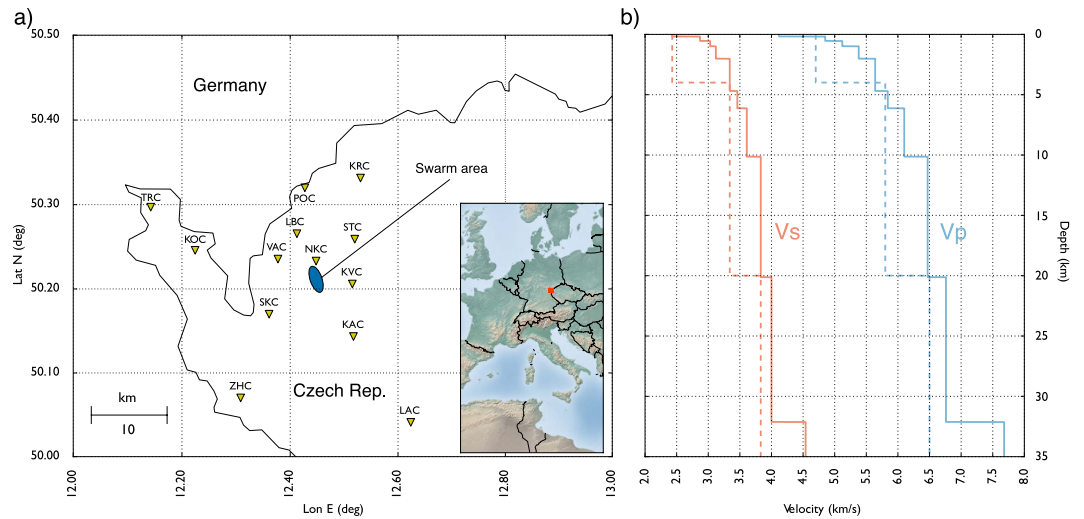 a)
50.50
50.40
50.30
50.20
50.10
50.00
Lat N (deg)
12.00
12.20
12.40
12.60
12.80
13.00
Lon E (deg)
Germany
Czech Rep.
Swarm area
TRC
KOC
POC
KRC
LBC
STC
VAC
NKC
KVC
SKC
KAC
ZHC
LAC
km
10
b)
Vs
Vp
0
5
10
15
20
25
30
35
Depth (km)
2.0
2.5
3.0
3.5
4.0
4.5
5.0
5.5
6.0
6.5
7.0
7.5
8.0
Velocity (km/s)